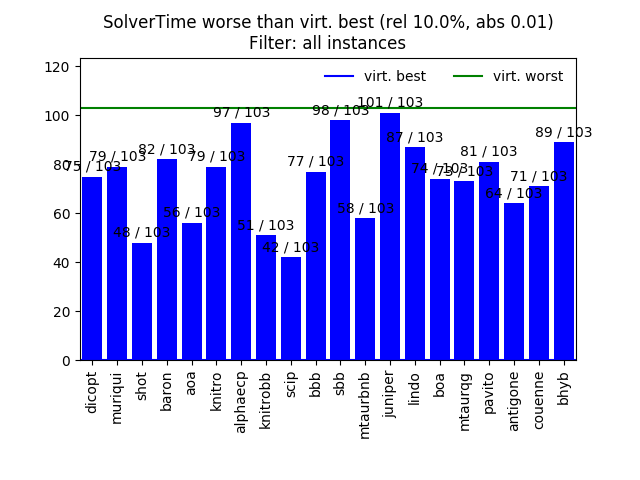 SolverTime worse than virt. best (rel 10.0%, abs 0.01)
Filter: all instances
virt. best
virt. worst
120
100
80
60
40
20
0
75 / 103
79 / 103
48 / 103
82 / 103
56 / 103
79 / 103
97 / 103
51 / 103
42 / 103
77 / 103
98 / 103
58 / 103
101 / 103
87 / 103
74 / 103
73 / 103
81 / 103
64 / 103
71 / 103
89 / 103
dicopt
muriqui
shot
baron
aoa
knitro
alphaecp
knitrobb
scip
bbb
sbb
mtaurbnb
juniper
lindo
boa
mtaurqg
pavito
antigone
couenne
bhyb